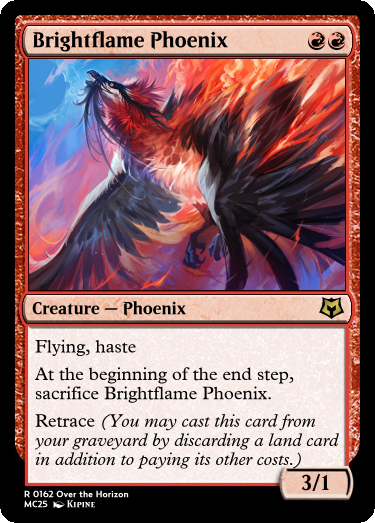 Brightflame Phoenix
Creature — Phoenix
Flying, haste
At the beginning of the end step,
sacrifice Brightflame Phoenix.
Retrace (You may cast this card from
your graveyard by discarding a land card
in addition to paying its other costs.)
3/1
R 0162 Over the Horizon
MC25 Kipine